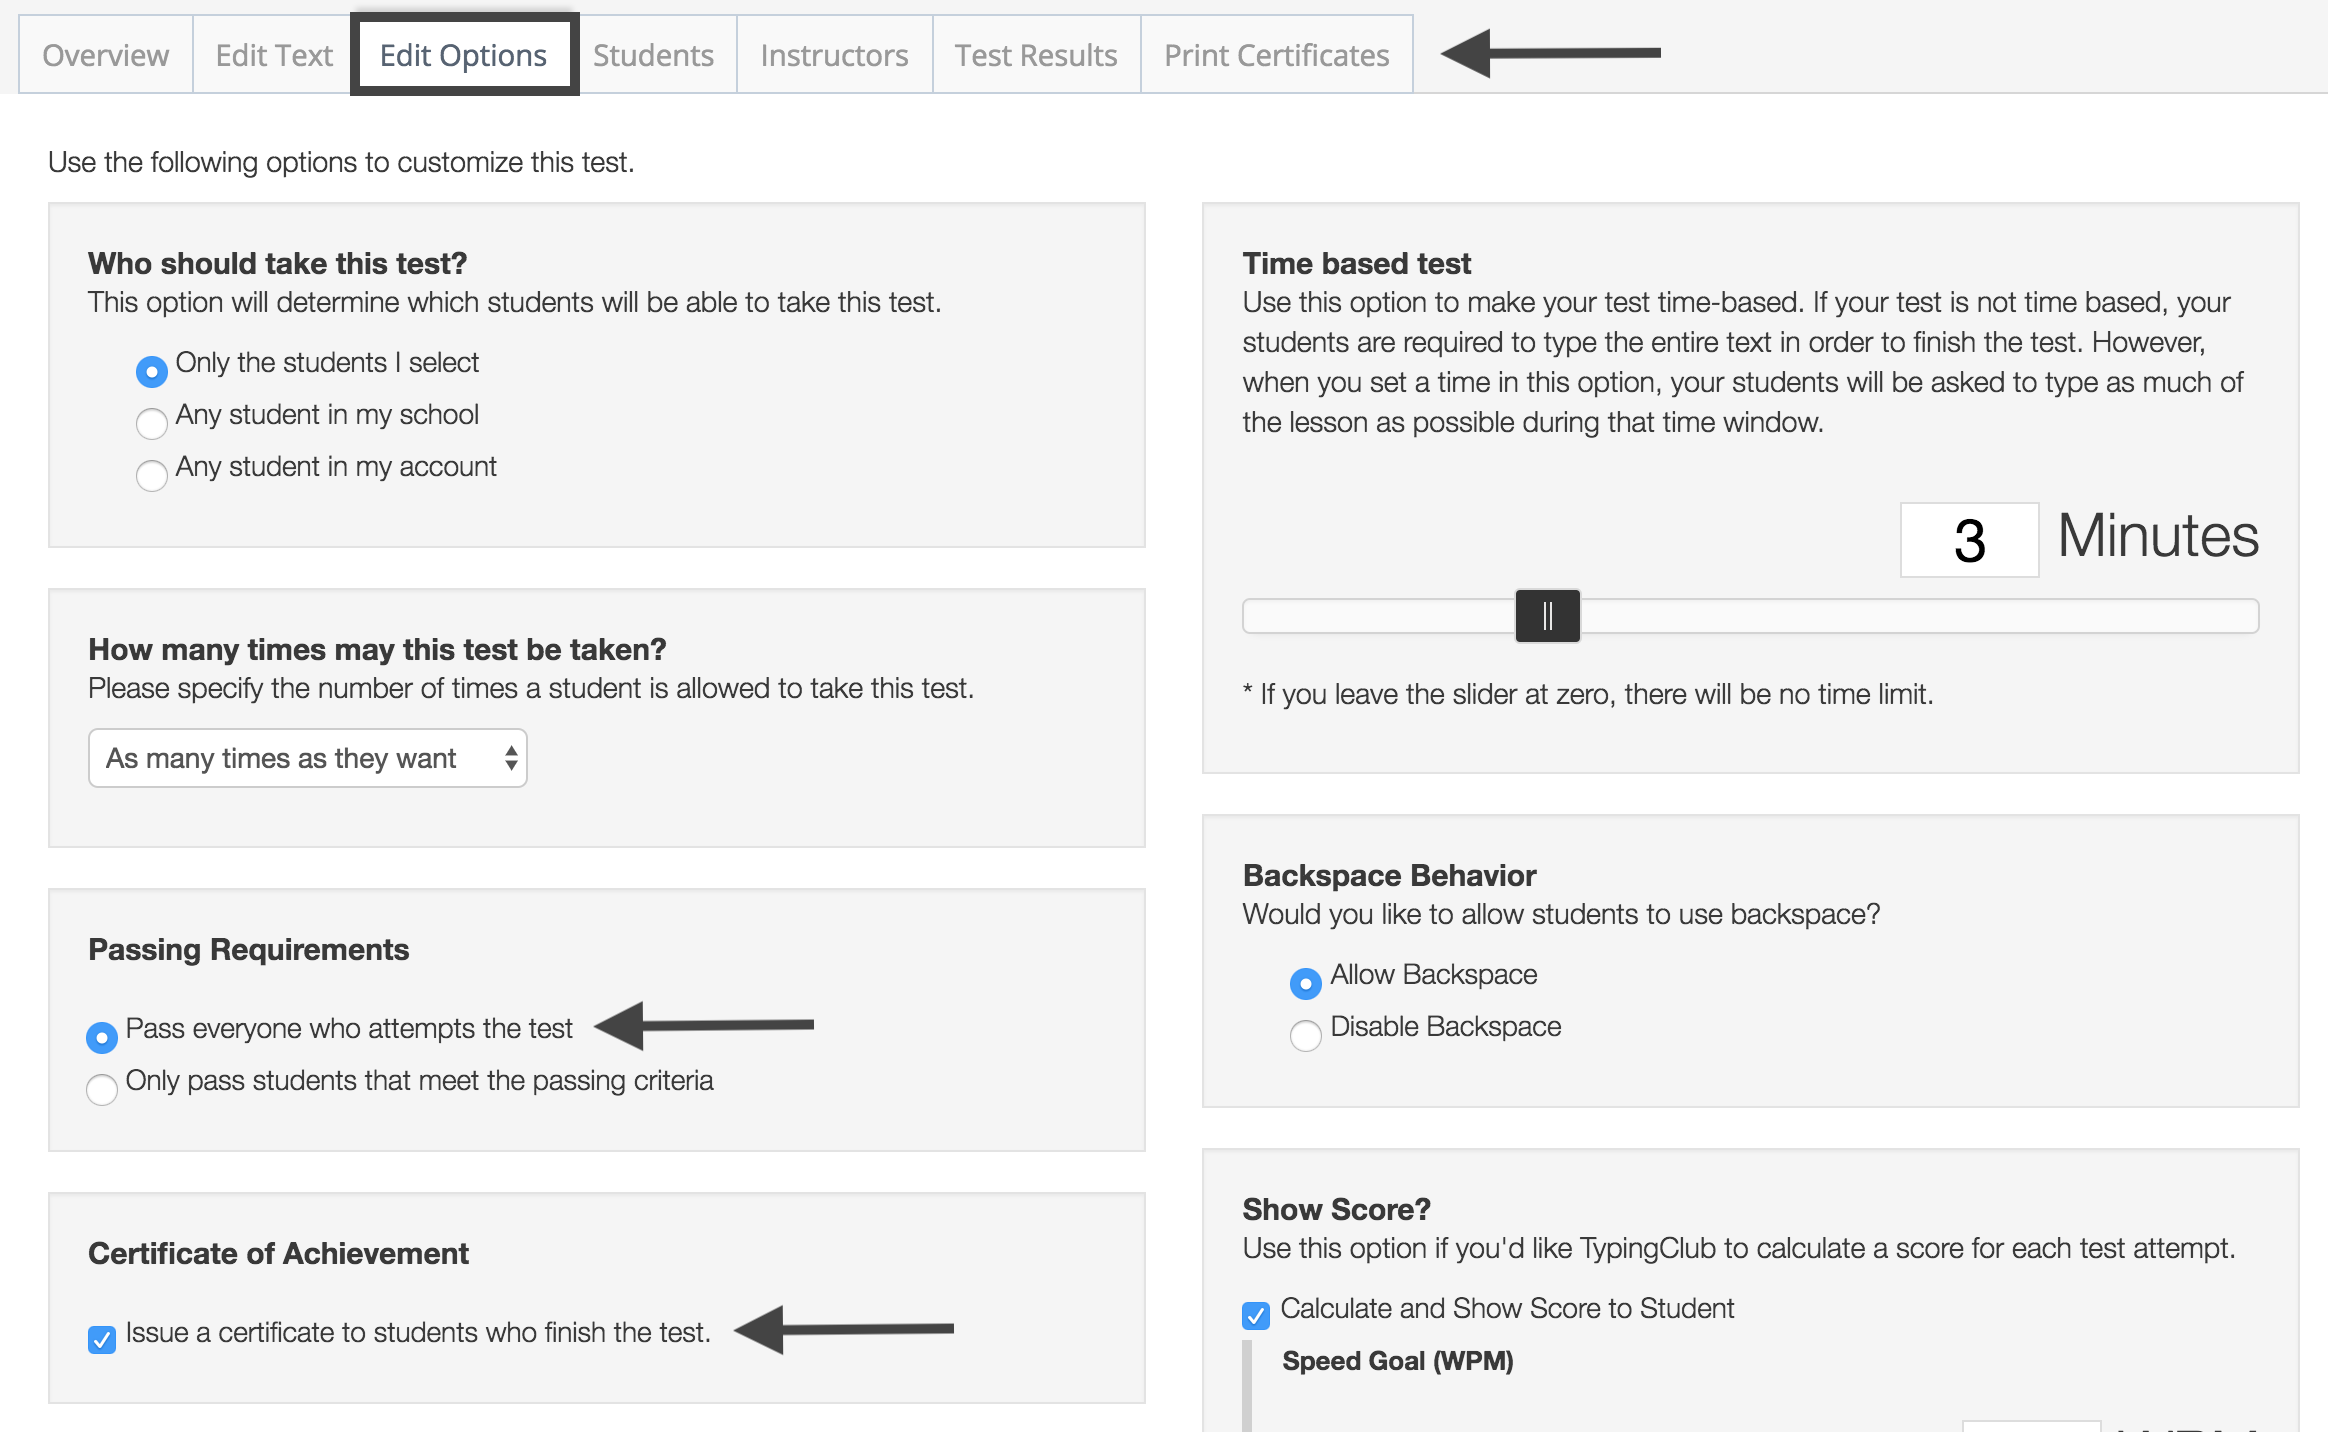 Overview Edit Text Edit Options Students Instructors Test Results Print Certificates
Use the following options to customize this test.
Who should take this test?
This option will determine which students will be able to take this test.
Only the students I select
Any student in my school
Any student in my account
How many times may this test be taken?
Please specify the number of times a student is allowed to take this test.
As many times as they want
Passing Requirements
Pass everyone who attempts the test
Only pass students that meet the passing criteria
Certificate of Achievement
Issue a certificate to students who finish the test.
Time based test
Use this option to make your test time-based. If your test is not time based, your
students are required to type the entire text in order to finish the test. However,
when you set a time in this option, your students will be asked to type as much of
the lesson as possible during that time window.
3 Minutes
* If you leave the slider at zero, there will be no time limit.
Backspace Behavior
Would you like to allow students to use backspace?
Allow Backspace
Disable Backspace
Show Score?
Use this option if you'd like TypingClub to calculate a score for each test attempt.
Calculate and Show Score to Student
Speed Goal (WPM)